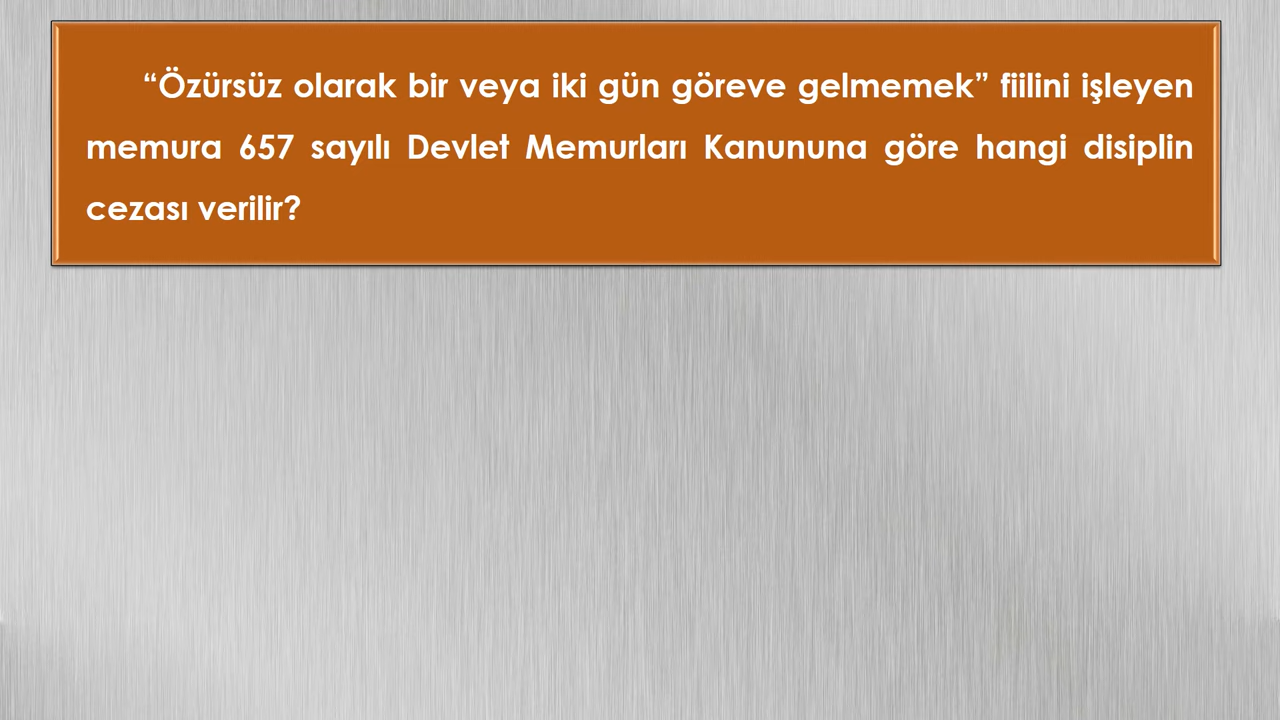 “Özürsüz olarak bir veya iki gün göreve gelmemek” fiilini işleyen
memura 657 sayılı Devlet Memurları Kanununa göre hangi disiplin
cezası verilir?